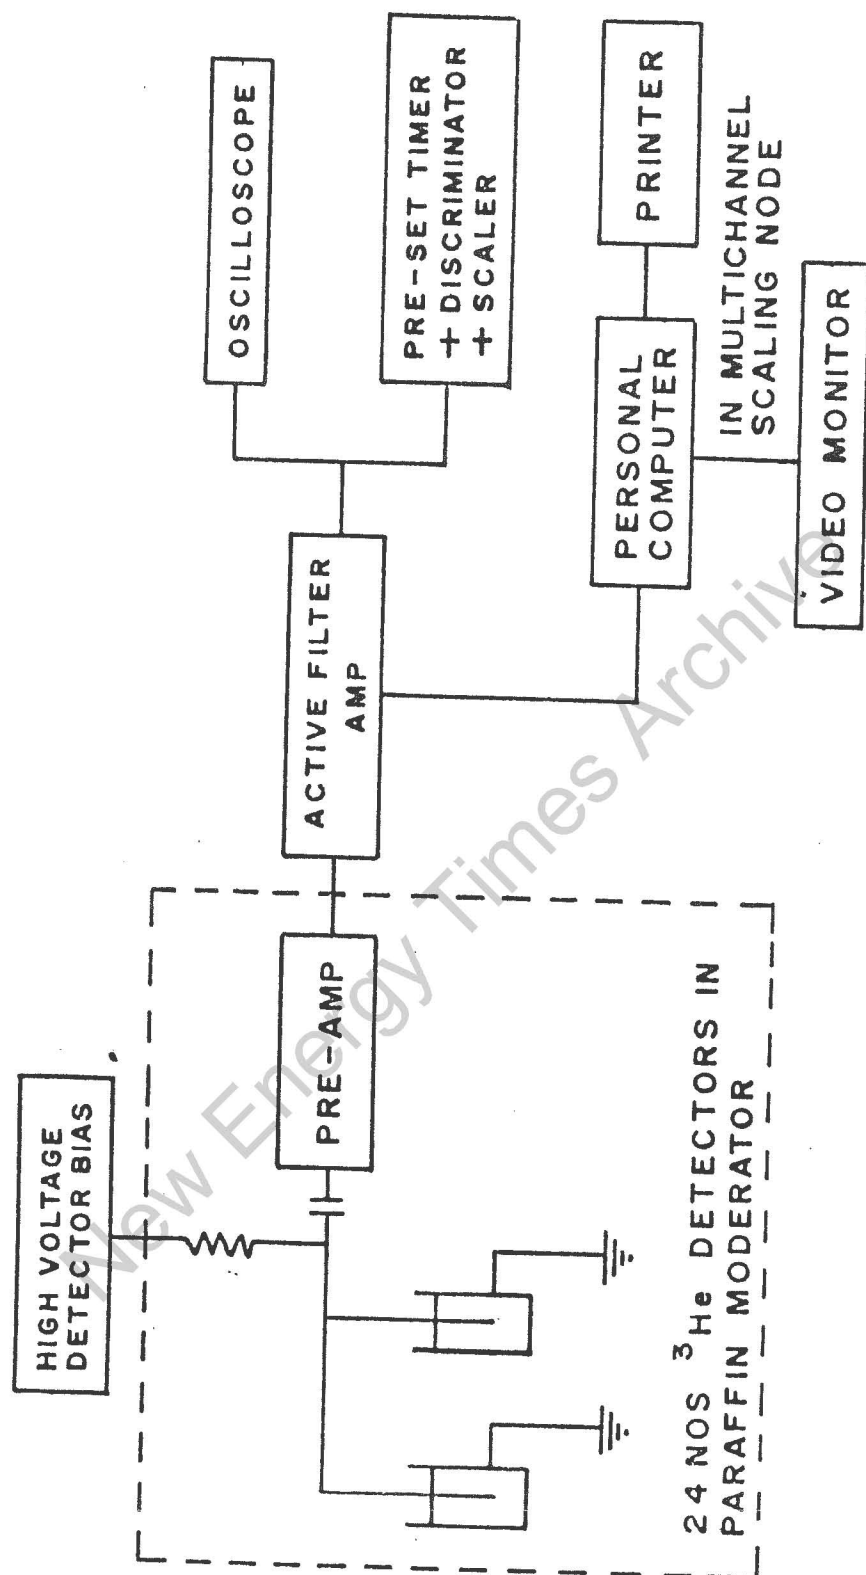 HIGH VOLTAGE
DETECTOR BIAS
PRE-AMP
24 NOS ³He DETECTORS IN
PARAFFIN MODERATOR
ACTIVE FILTER
AMP
OSCILLOSCOPE
PRE-SET TIMER
+ DISCRIMINATOR
+ SCALER
PERSONAL
COMPUTER
PRINTER
IN MULTICHANNEL
SCALING NODE
VIDEO MONITOR
New Energy Times Archive